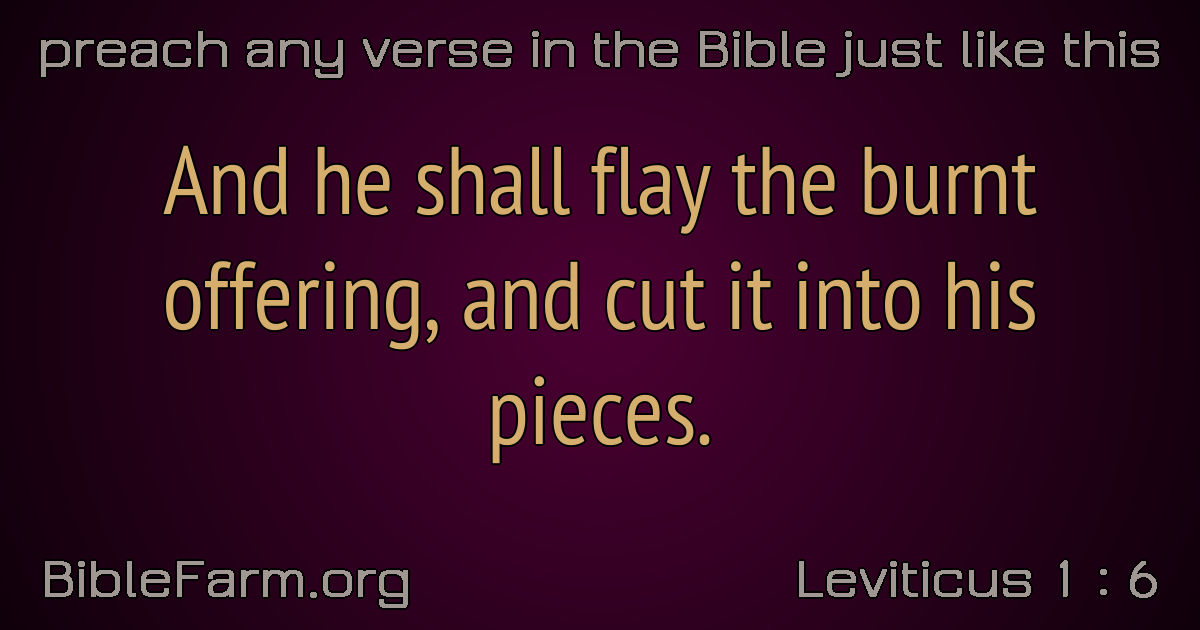 preach any verse in the Bible just like this
And he shall flay the burnt
offering, and cut it into his
pieces.
BibleFarm.org
Leviticus 1 : 6